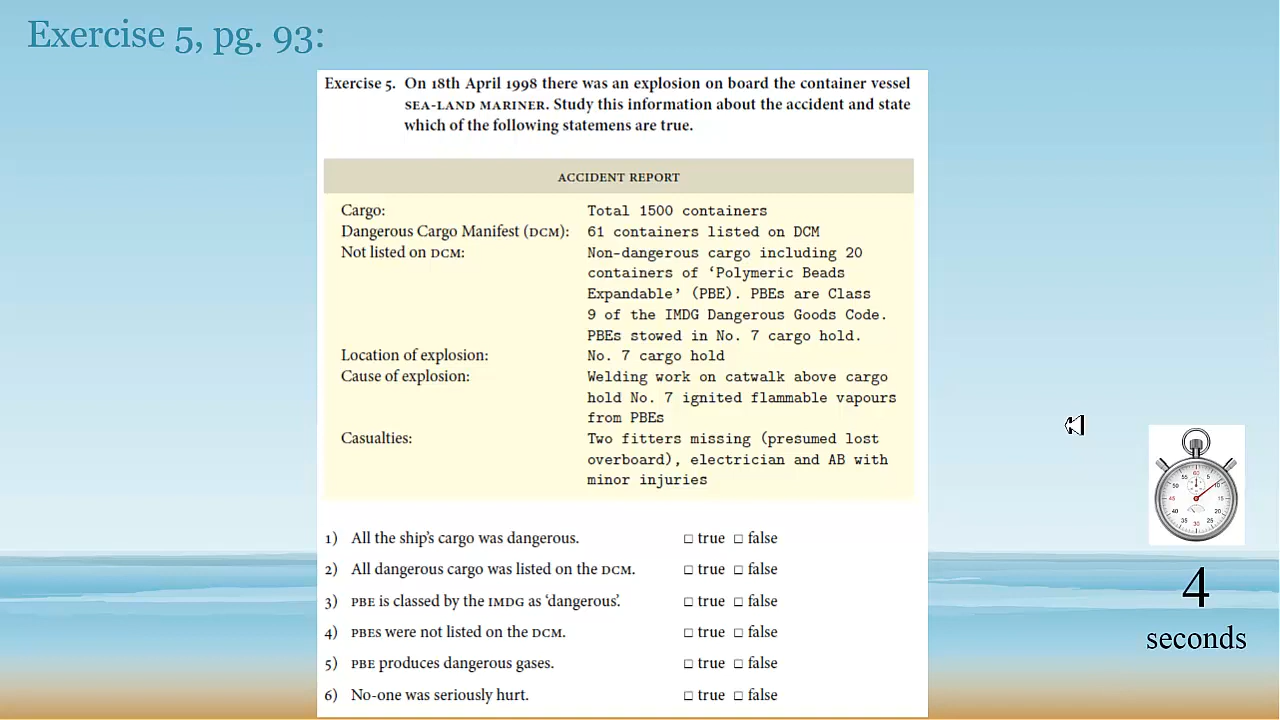 Exercise 5, pg. 93:
Exercise 5. On 18th April 1998 there was an explosion on board the container vessel
SEA-LAND MARINER. Study this information about the accident and state
which of the following statemens are true.
ACCIDENT REPORT
Cargo: Total 1500 containers
Dangerous Cargo Manifest (DCM): 61 containers listed on DCM
Not listed on DCM: Non-dangerous cargo including 20
containers of ‘Polymeric Beads
Expandable’ (PBE). PBEs are Class
9 of the IMDG Dangerous Goods Code.
PBEs stowed in No. 7 cargo hold.
Location of explosion: No. 7 cargo hold
Cause of explosion: Welding work on catwalk above cargo
hold No. 7 ignited flammable vapours
from PBEs
Casualties: Two fitters missing (presumed lost
overboard), electrician and AB with
minor injuries
1) All the ship's cargo was dangerous. □ true □ false
2) All dangerous cargo was listed on the DCM. □ true □ false
3) PBE is classed by the IMDG as ‘dangerous’. □ true □ false
4) PBEs were not listed on the DCM. □ true □ false
5) PBE produces dangerous gases. □ true □ false
6) No-one was seriously hurt. □ true □ false
4
seconds